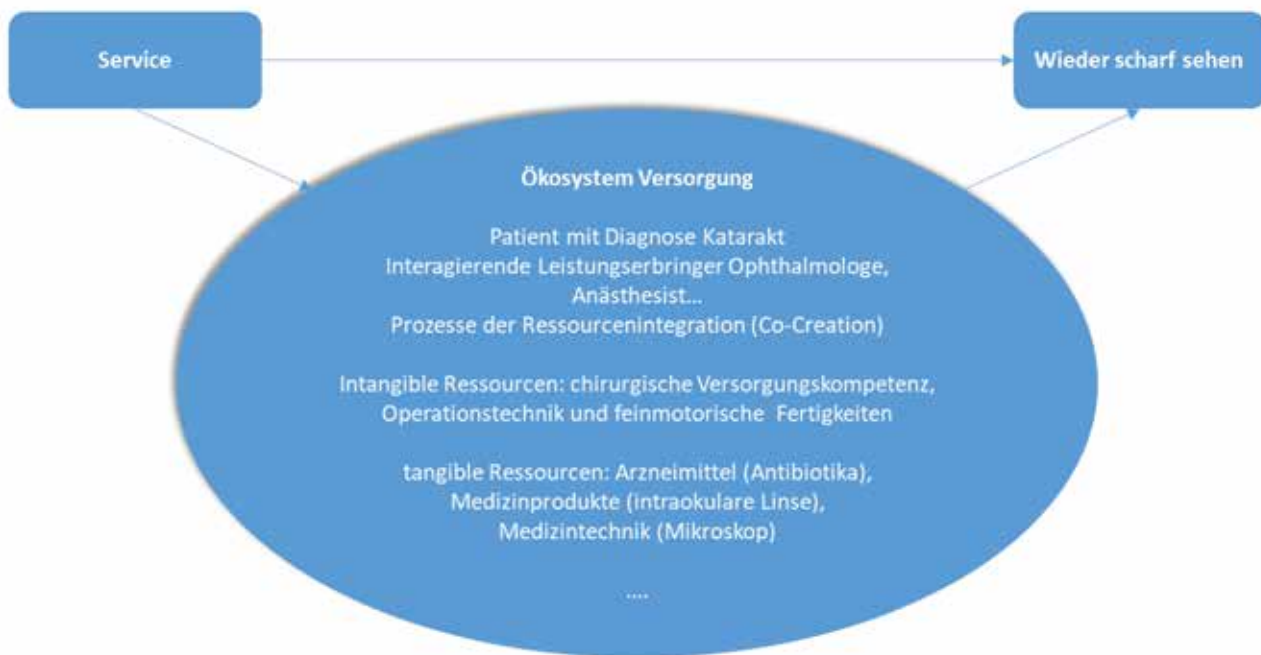 Service
Wieder scharf sehen
Ökosystem Versorgung
Patient mit Diagnose Katarakt
Interagierende Leistungserbringer Ophthalmologe,
Anästhesist...
Prozesse der Ressourcenintegration (Co-Creation)
Intangible Ressourcen: chirurgische Versorgungskompetenz,
Operationstechnik und feinmotorische Fertigkeiten
tangible Ressourcen: Arzneimittel (Antibiotika),
Medizinprodukte (intraokulare Linse),
Medizintechnik (Mikroskop)
....